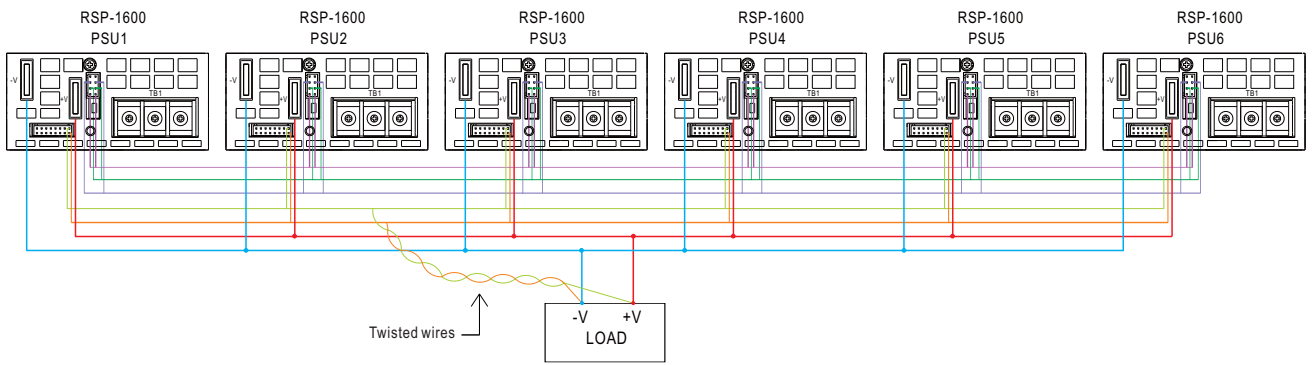 RSP-1600 RSP-1600 RSP-1600 RSP-1600 RSP-1600 RSP-1600
PSU1 PSU2 PSU3 PSU4 PSU5 PSU6
-V -V -V -V -V -V
+V +V +V +V +V +V
TB1 TB1 TB1 TB1 TB1 TB1
Twisted wires
-V +V
LOAD